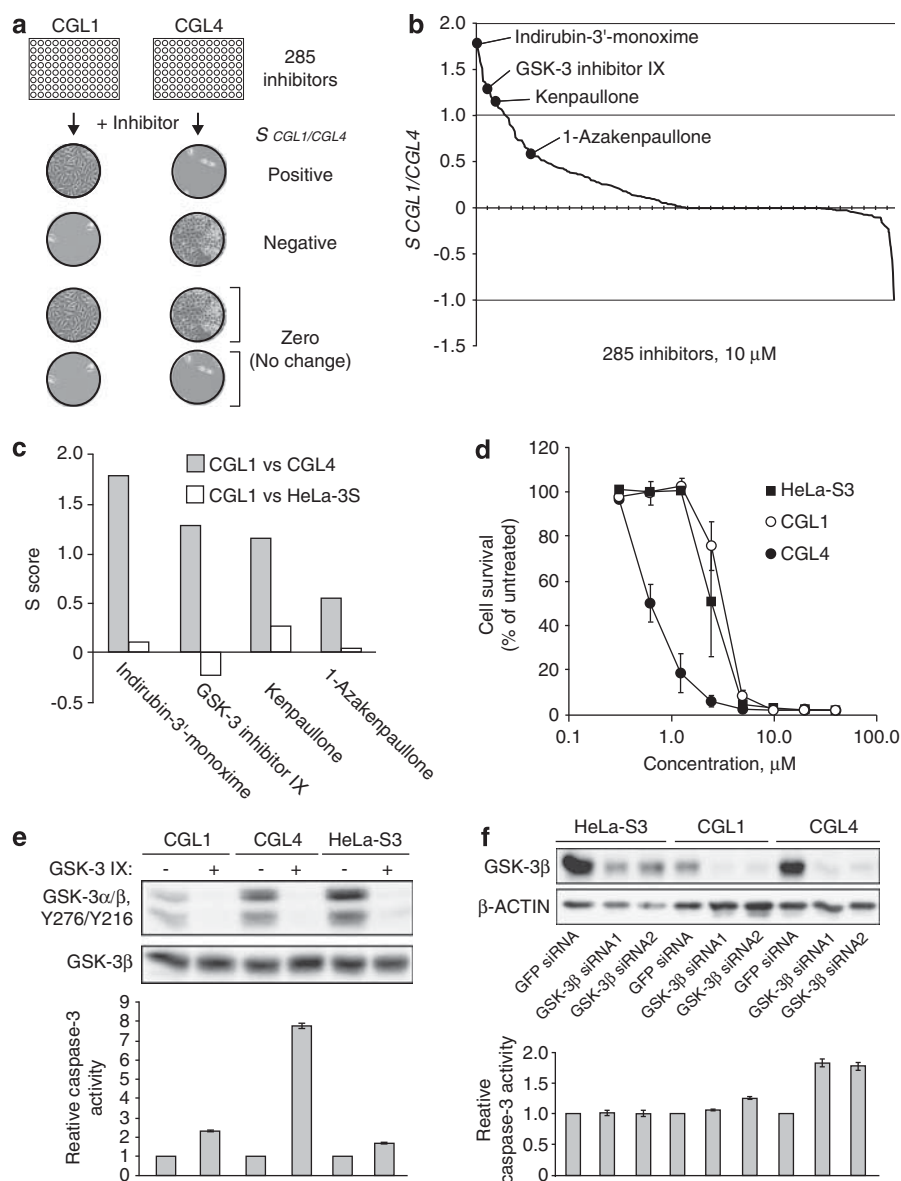 a
CGL1 CGL4
285
inhibitors
+ Inhibitor
S CGL1/CGL4
Positive
Negative
Zero
(No change)
b
2.0
1.5
1.0
0.5
0
-0.5
-1.0
-1.5
S CGL1/CGL4
Indirubin-3'-monoxime
GSK-3 inhibitor IX
Kenpaullone
1-Azakenpaullone
285 inhibitors, 10 μM
c
2.0
1.5
1.0
0.5
0
-0.5
S score
CGL1 vs CGL4
CGL1 vs HeLa-3S
Indirubin-3'-monoxime
GSK-3 inhibitor IX
Kenpaullone
1-Azakenpaullone
d
120
100
80
60
40
20
0
Cell survival
(% of untreated)
HeLa-S3
CGL1
CGL4
0.1 1.0 10.0 100.0
Concentration, μM
e
CGL1 CGL4 HeLa-S3
GSK-3 IX: - + - + - +
GSK-3α/β,
Y276/Y216
GSK-3β
9
8
7
6
5
4
3
2
1
0
Reative caspase-3
activity
f
HeLa-S3 CGL1 CGL4
GSK-3β
β-ACTIN
GFP siRNA
GSK-3β siRNA1
GSK-3β siRNA2
GFP siRNA
GSK-3β siRNA1
GSK-3β siRNA2
GFP siRNA
GSK-3β siRNA1
GSK-3β siRNA2
2.0
1.5
1.0
0.5
0
Reative
caspase-3 activity